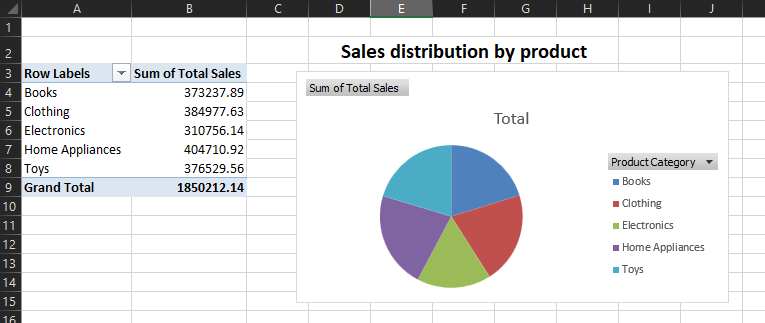 A B C D E F G H I J
1
2 Sales distribution by product
3 Row Labels Sum of Total Sales
4 Books 373237.89
5 Clothing 384977.63
6 Electronics 310756.14
7 Home Appliances 404710.92
8 Toys 376529.56
9 Grand Total 1850212.14
10
11
12
13
14
15
16
Sum of Total Sales
Total
Product Category
Books
Clothing
Electronics
Home Appliances
Toys